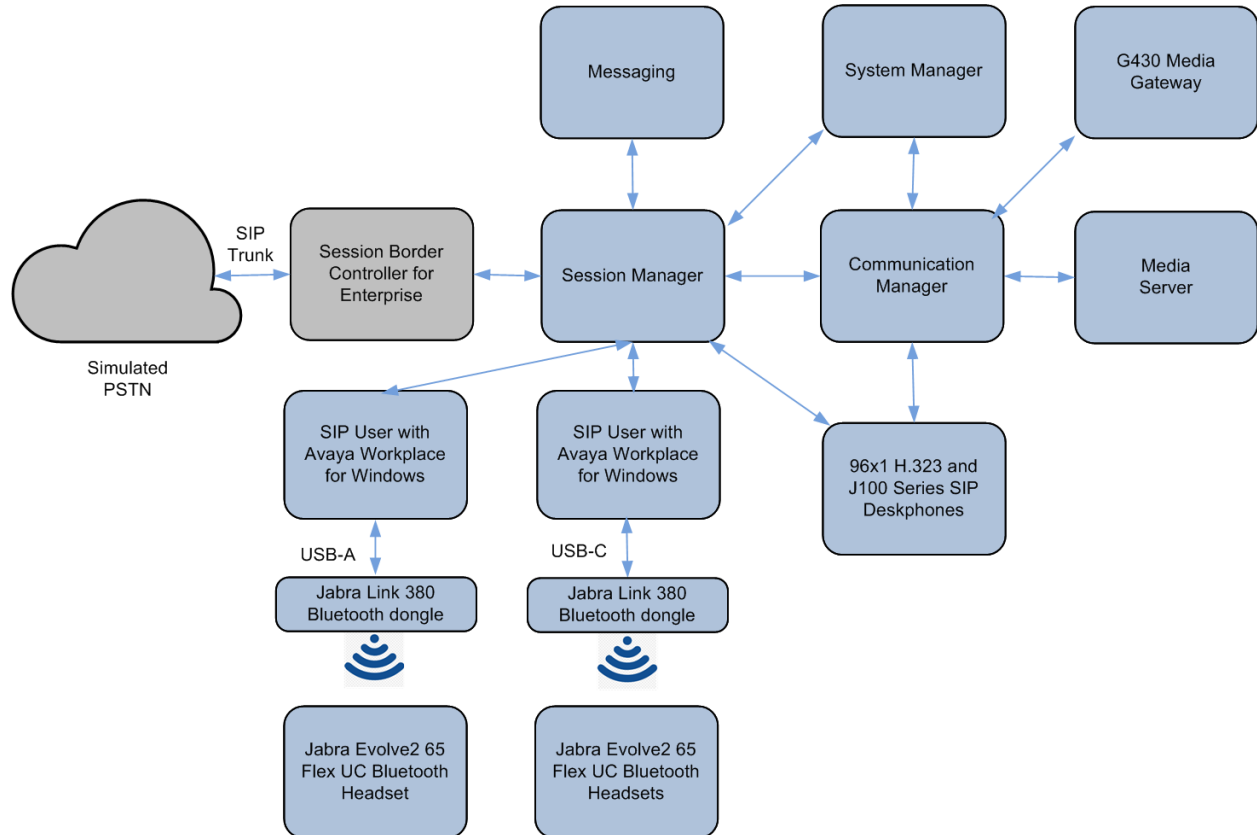 Messaging
System Manager
G430 Media
Gateway
SIP
Trunk
Session Border
Controller for
Enterprise
Session Manager
Communication
Manager
Media
Server
Simulated
PSTN
SIP User with
Avaya Workplace
for Windows
SIP User with
Avaya Workplace
for Windows
96x1 H.323 and
J100 Series SIP
Deskphones
USB-A
USB-C
Jabra Link 380
Bluetooth dongle
Jabra Link 380
Bluetooth dongle
Jabra Evolve2 65
Flex UC Bluetooth
Headset
Jabra Evolve2 65
Flex UC Bluetooth
Headsets